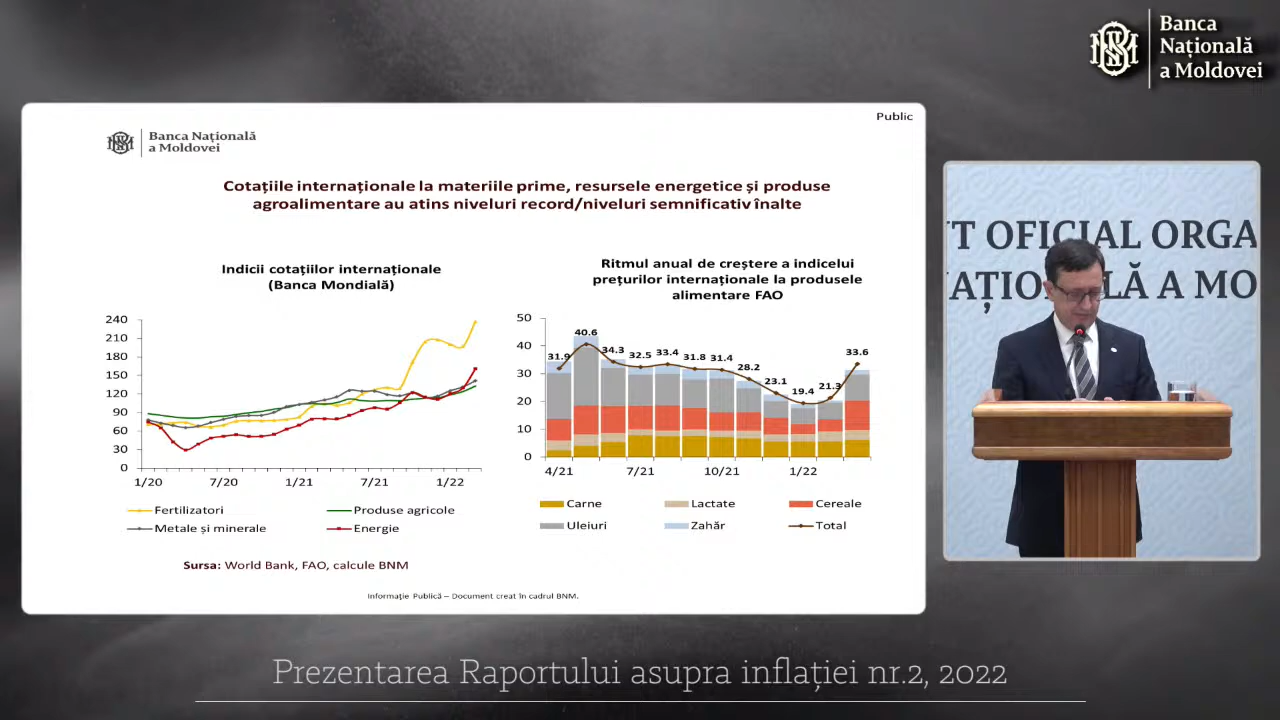 Banca
Națională
a Moldovei
Public
Banca Națională
a Moldovei
Cotațiile internaționale la materiile prime, resursele energetice și produse
agroalimentare au atins niveluri record/niveluri semnificativ înalte
Indicii cotațiilor internaționale
(Banca Mondială)
240
210
180
150
120
90
60
30
0
1/20 7/20 1/21 7/21 1/22
Fertilizatori Produse agricole
Metale și minerale Energie
Ritmul anual de creștere a indicelui
prețurilor internaționale la produsele
alimentare FAO
50
40
30
20
10
0
31.9 40.6 34.3 32.5 33.4 31.8 31.4 28.2 23.1 19.4 21.3 33.6
4/21 7/21 10/21 1/22
Carne Lactate Cereale
Uleiuri Zahăr Total
Sursa: World Bank, FAO, calcule BNM
Informație Publică – Document creat în cadrul BNM.
OFICIAL ORGA
AȚIO LĂ A MO
Prezentarea Raportului asupra inflației nr.2, 2022